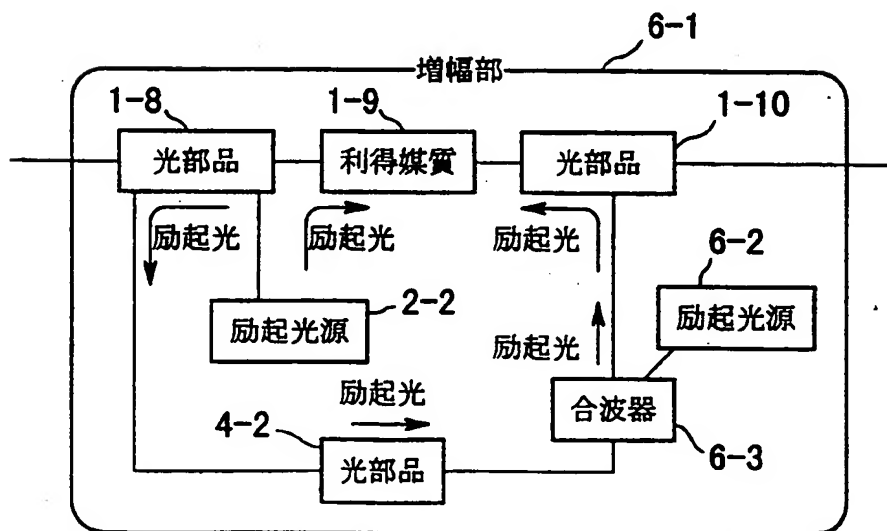 6-1
増幅部
1-8
1-9
1-10
光部品
利得媒質
光部品
励起光
励起光
励起光
6-2
励起光源
2-2
励起光源
励起光
励起光
4-2
合波器
光部品
6-3